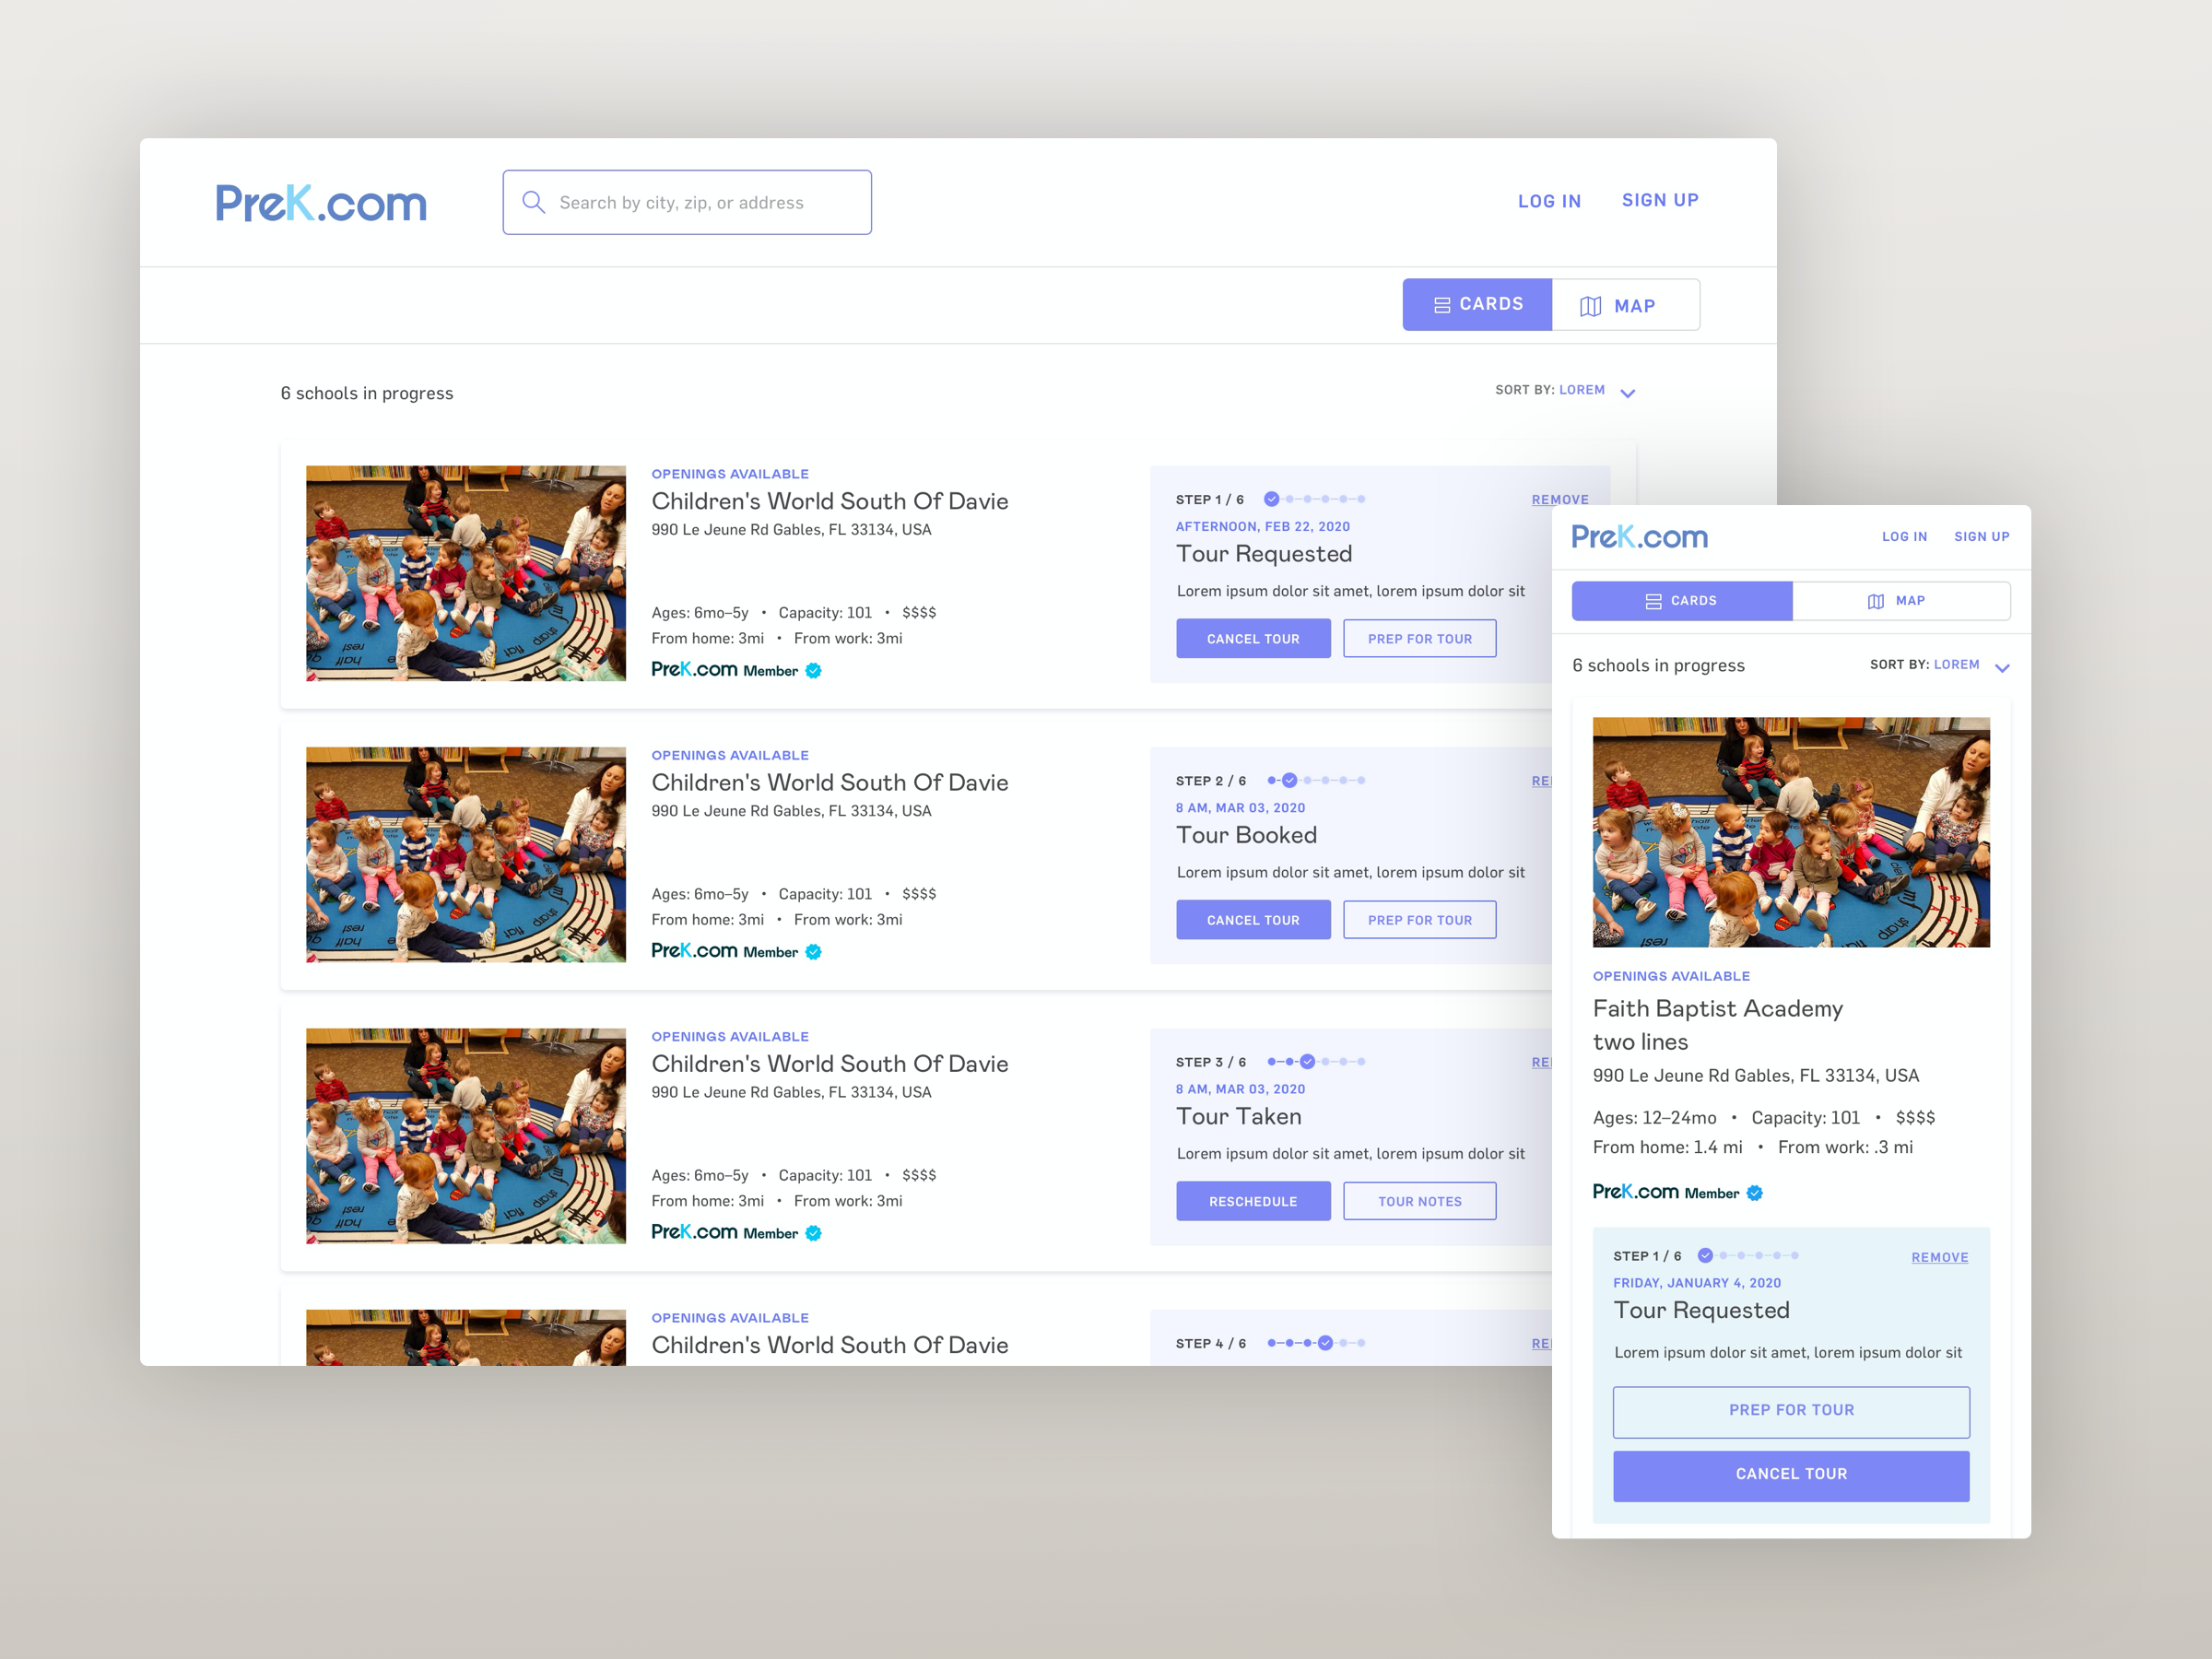 PreK.com
Search by city, zip, or address
LOG IN SIGN UP
CARDS MAP
6 schools in progress
SORT BY: LOREM
OPENINGS AVAILABLE
Children's World South Of Davie
990 Le Jeune Rd Gables, FL 33134, USA
Ages: 6mo–5y • Capacity: 101 • $$$$
From home: 3mi • From work: 3mi
PreK.com Member
STEP 1 / 6 REMOVE
AFTERNOON, FEB 22, 2020
Tour Requested
Lorem ipsum dolor sit amet, lorem ipsum dolor sit
CANCEL TOUR PREP FOR TOUR
OPENINGS AVAILABLE
Children's World South Of Davie
990 Le Jeune Rd Gables, FL 33134, USA
Ages: 6mo–5y • Capacity: 101 • $$$$
From home: 3mi • From work: 3mi
PreK.com Member
STEP 2 / 6
8 AM, MAR 03, 2020
Tour Booked
Lorem ipsum dolor sit amet, lorem ipsum dolor sit
CANCEL TOUR PREP FOR TOUR
OPENINGS AVAILABLE
Children's World South Of Davie
990 Le Jeune Rd Gables, FL 33134, USA
Ages: 6mo–5y • Capacity: 101 • $$$$
From home: 3mi • From work: 3mi
PreK.com Member
STEP 3 / 6
8 AM, MAR 03, 2020
Tour Taken
Lorem ipsum dolor sit amet, lorem ipsum dolor sit
RESCHEDULE TOUR NOTES
OPENINGS AVAILABLE
Children's World South Of Davie
STEP 4 / 6
PreK.com
LOG IN SIGN UP
CARDS MAP
6 schools in progress
SORT BY: LOREM
OPENINGS AVAILABLE
Faith Baptist Academy
two lines
990 Le Jeune Rd Gables, FL 33134, USA
Ages: 12–24mo • Capacity: 101 • $$$$
From home: 1.4 mi • From work: .3 mi
PreK.com Member
STEP 1 / 6 REMOVE
FRIDAY, JANUARY 4, 2020
Tour Requested
Lorem ipsum dolor sit amet, lorem ipsum dolor sit
PREP FOR TOUR
CANCEL TOUR